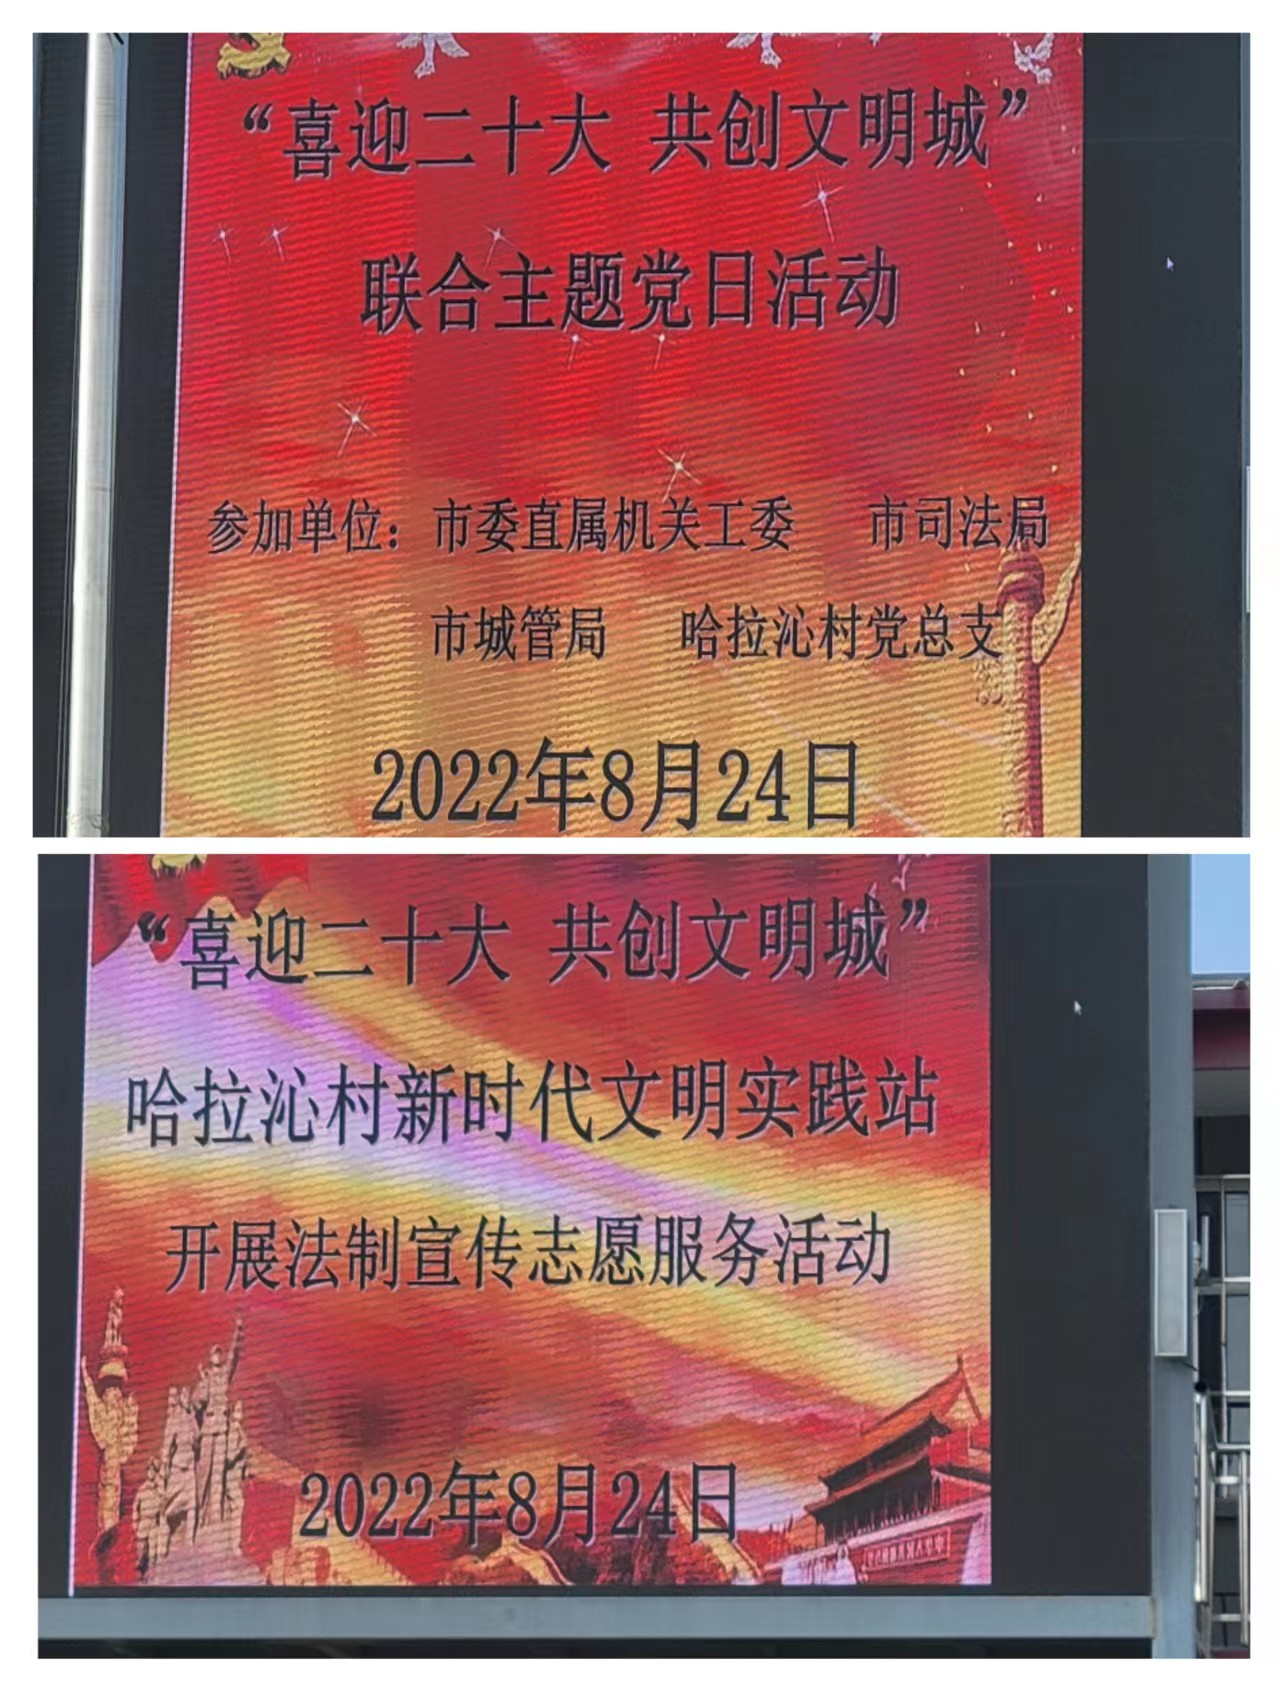 “喜迎二十大 共创文明城”
联合主题党日活动
参加单位：市委直属机关工委 市司法局
市城管局 哈拉沁村党总支
2022年8月24日
“喜迎二十大 共创文明城”
哈拉沁村新时代文明实践站
开展法制宣传志愿服务活动
2022年8月24日